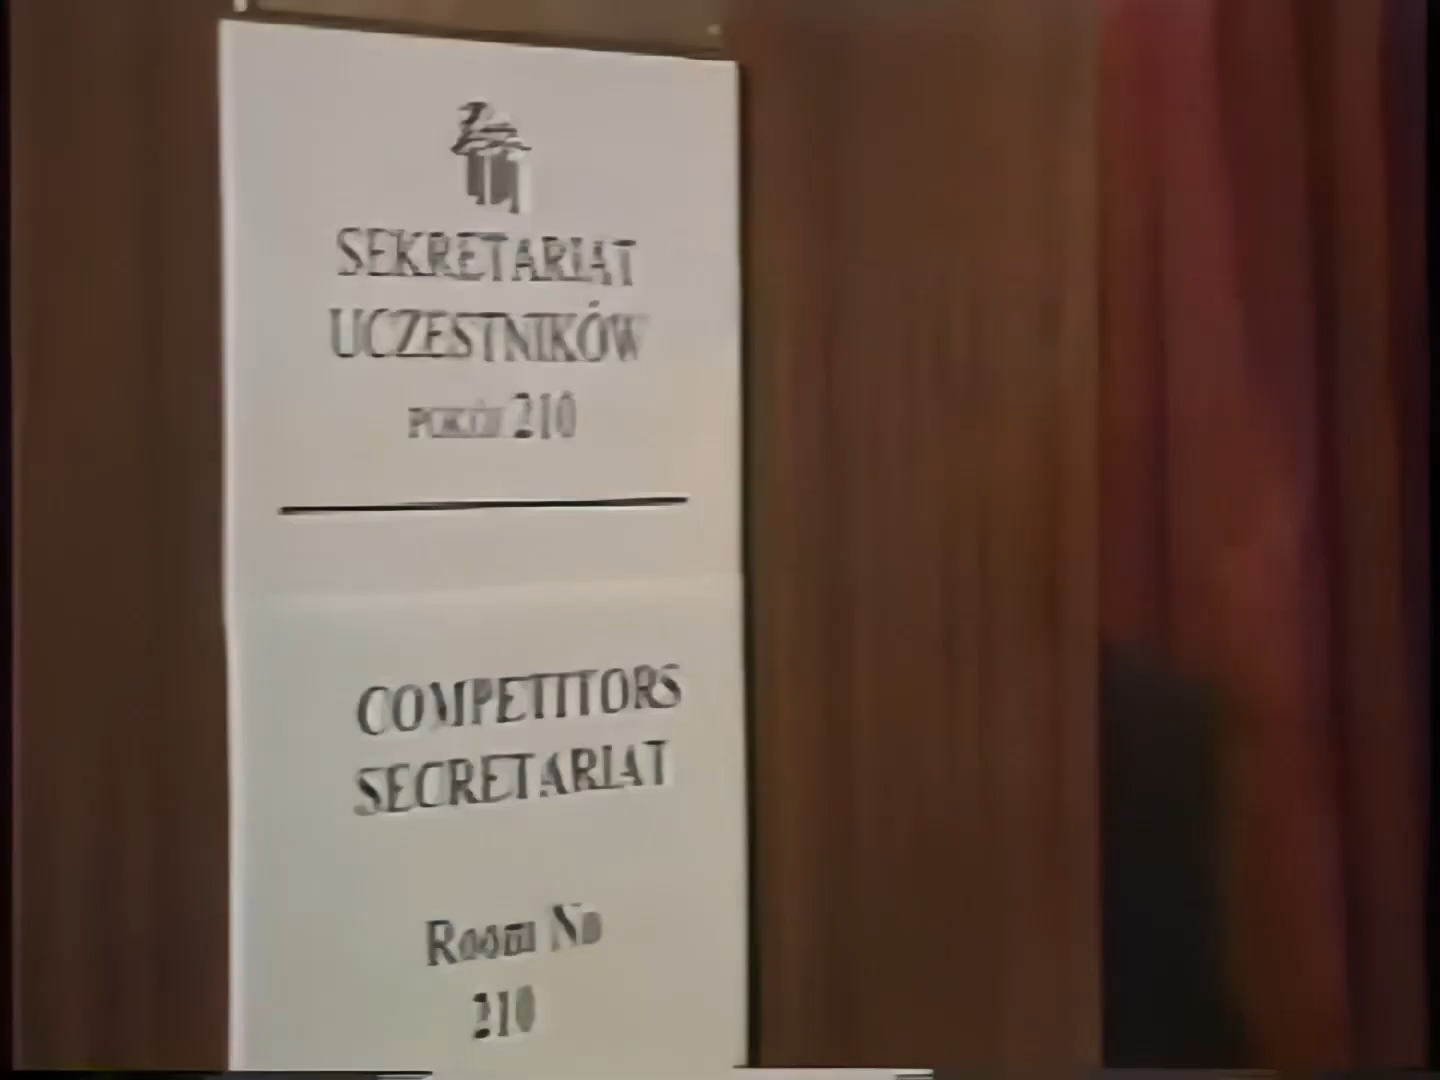 SEKRETARIAT
UCZESTNIKÓW
POKÓJ 210
COMPETITORS
SECRETARIAT
Room No
210